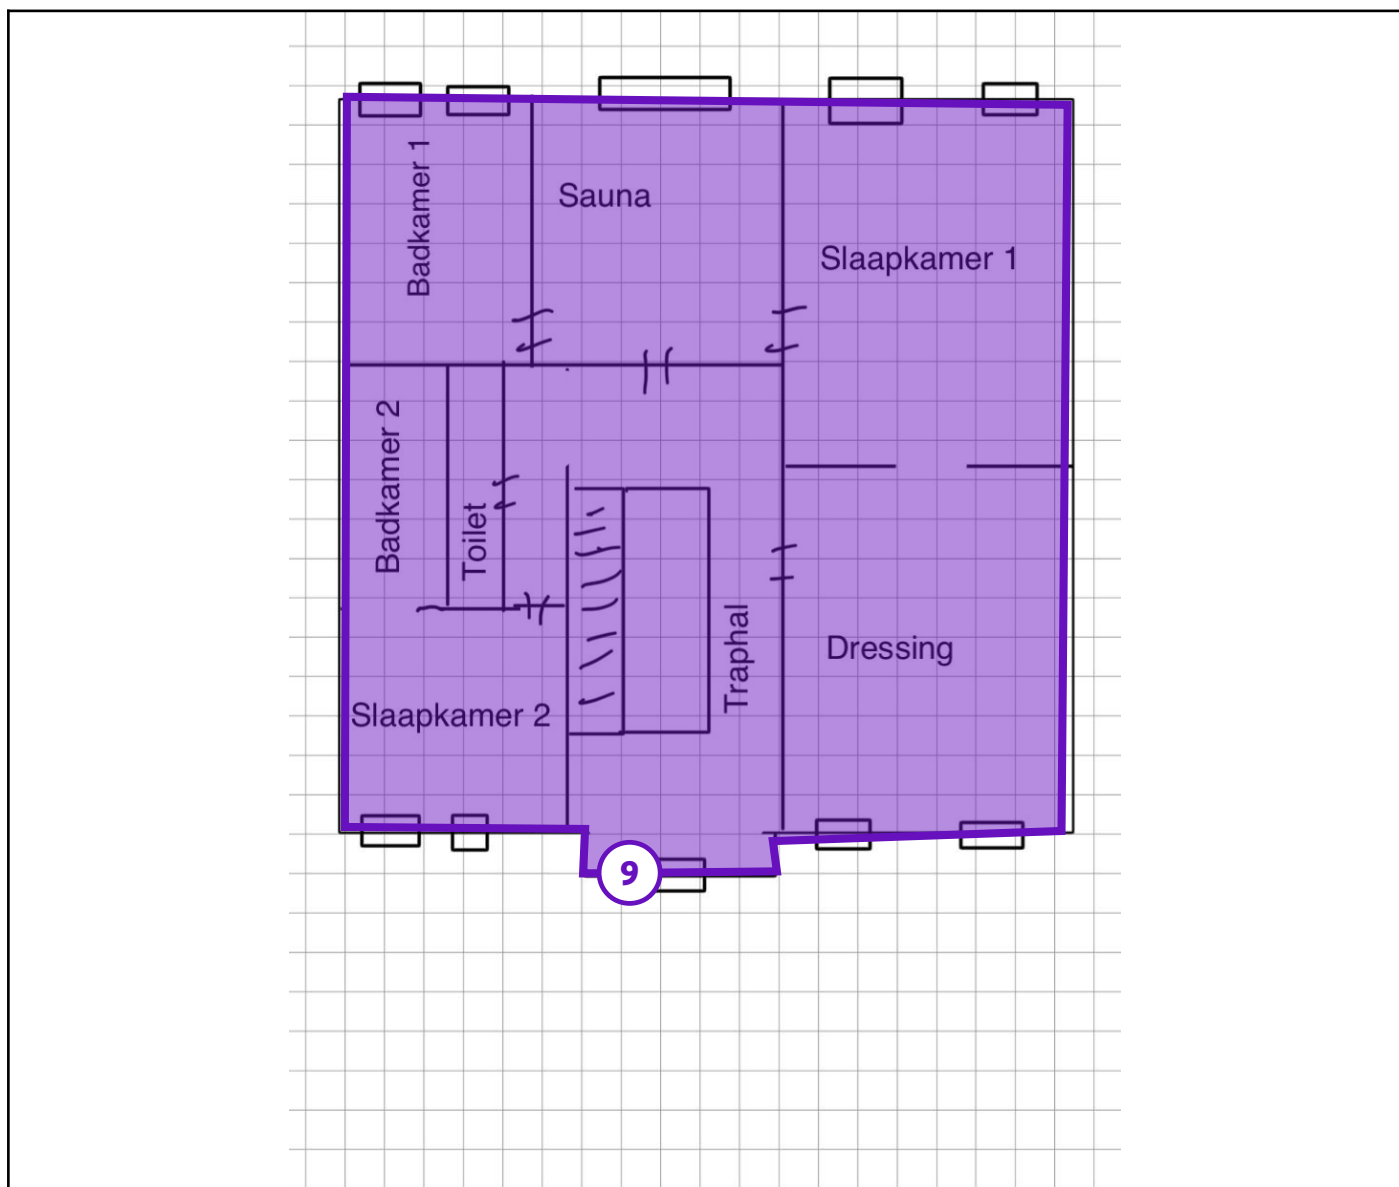 Badkamer 1
Sauna
Slaapkamer 1
Badkamer 2
Toilet
Traphal
Dressing
Slaapkamer 2
9